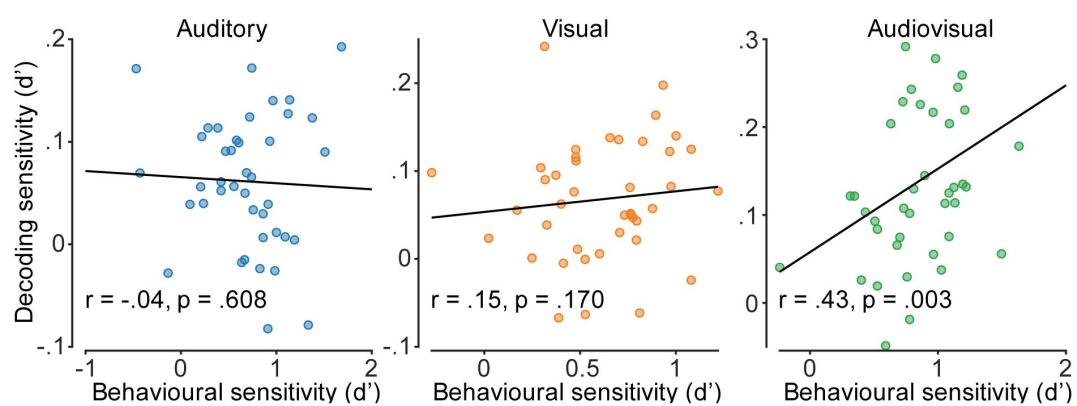 Auditory
Visual
Audiovisual
Decoding sensitivity (d’)
.2
.1
0
-.1
r = -.04, p = .608
-1
0
1
2
Behavioural sensitivity (d’)
.2
.1
0
-.1
r = .15, p = .170
0
0.5
1
Behavioural sensitivity (d’)
.3
.2
.1
0
r = .43, p = .003
0
1
2
Behavioural sensitivity (d’)